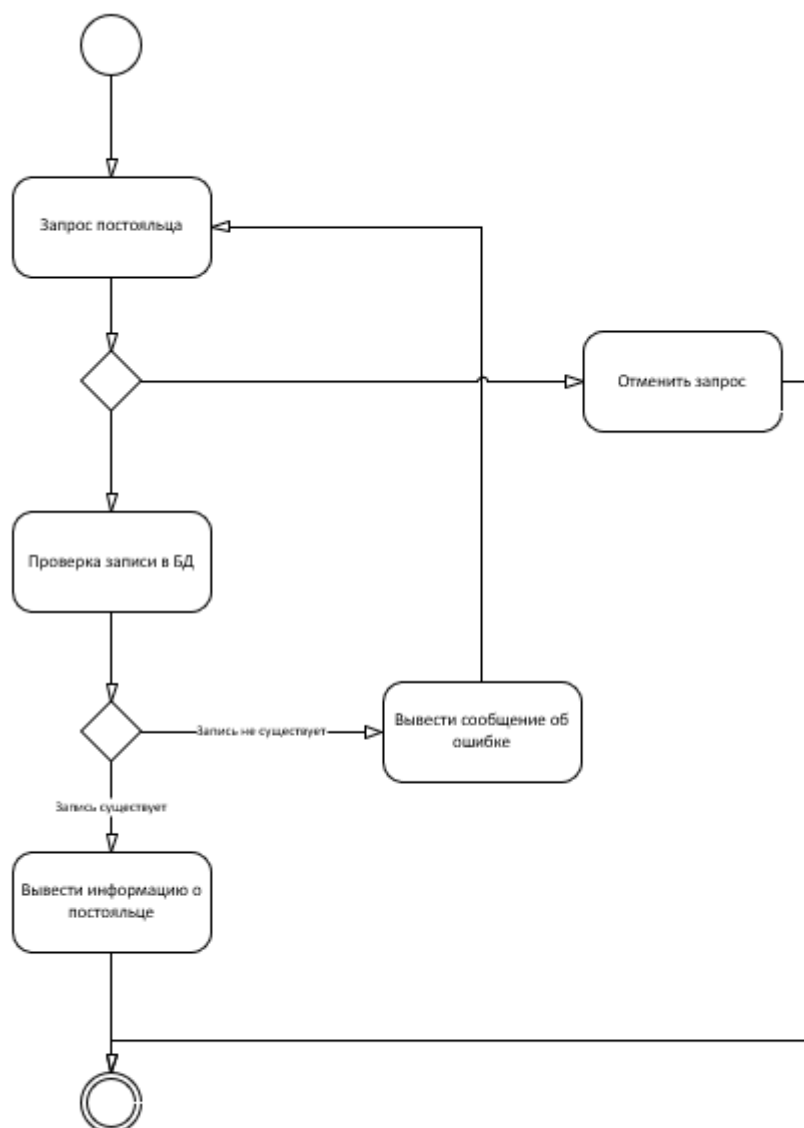 Запрос постояльца
Отменить запрос
Проверка записи в БД
Запись не существует
Вывести сообщение об
ошибке
Запись существует
Вывести информацию о
постояльце